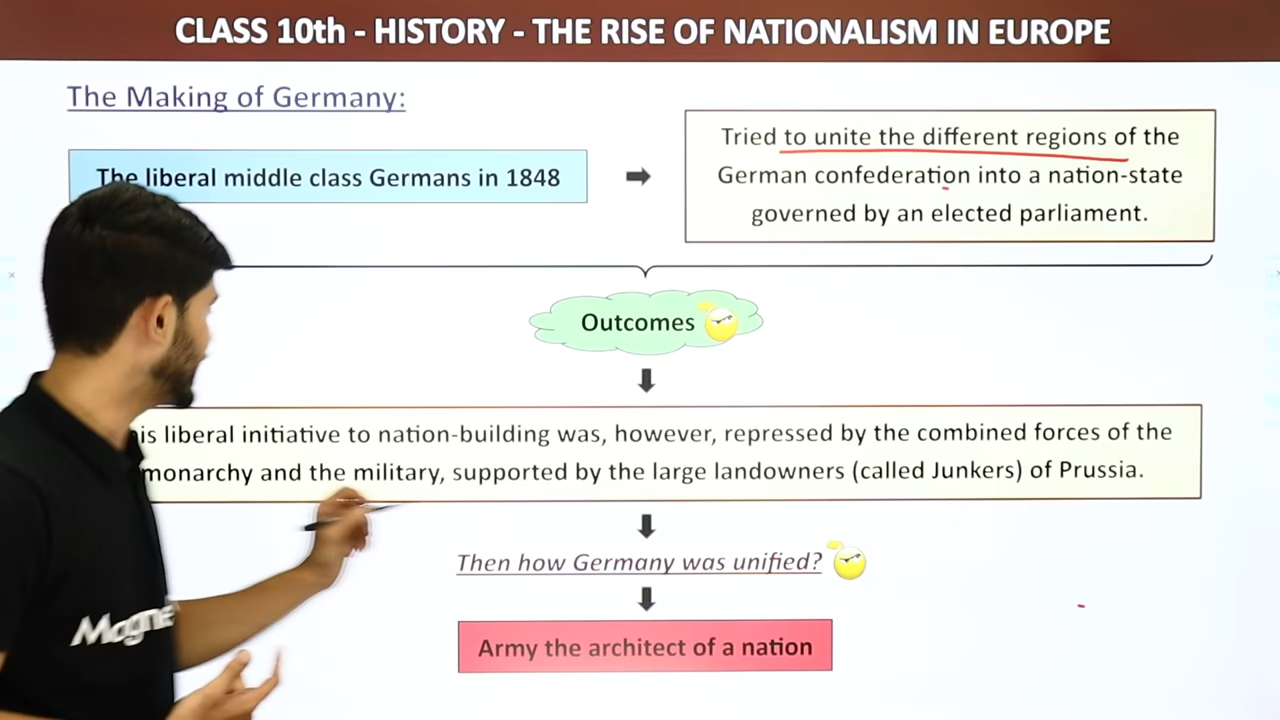 CLASS 10th - HISTORY - THE RISE OF NATIONALISM IN EUROPE
The Making of Germany:
The liberal middle class Germans in 1848
Tried to unite the different regions of the
German confederation into a nation-state
governed by an elected parliament.
Outcomes
is liberal initiative to nation-building was, however, repressed by the combined forces of the
monarchy and the military, supported by the large landowners (called Junkers) of Prussia.
Then how Germany was unified?
Army the architect of a nation
Magne